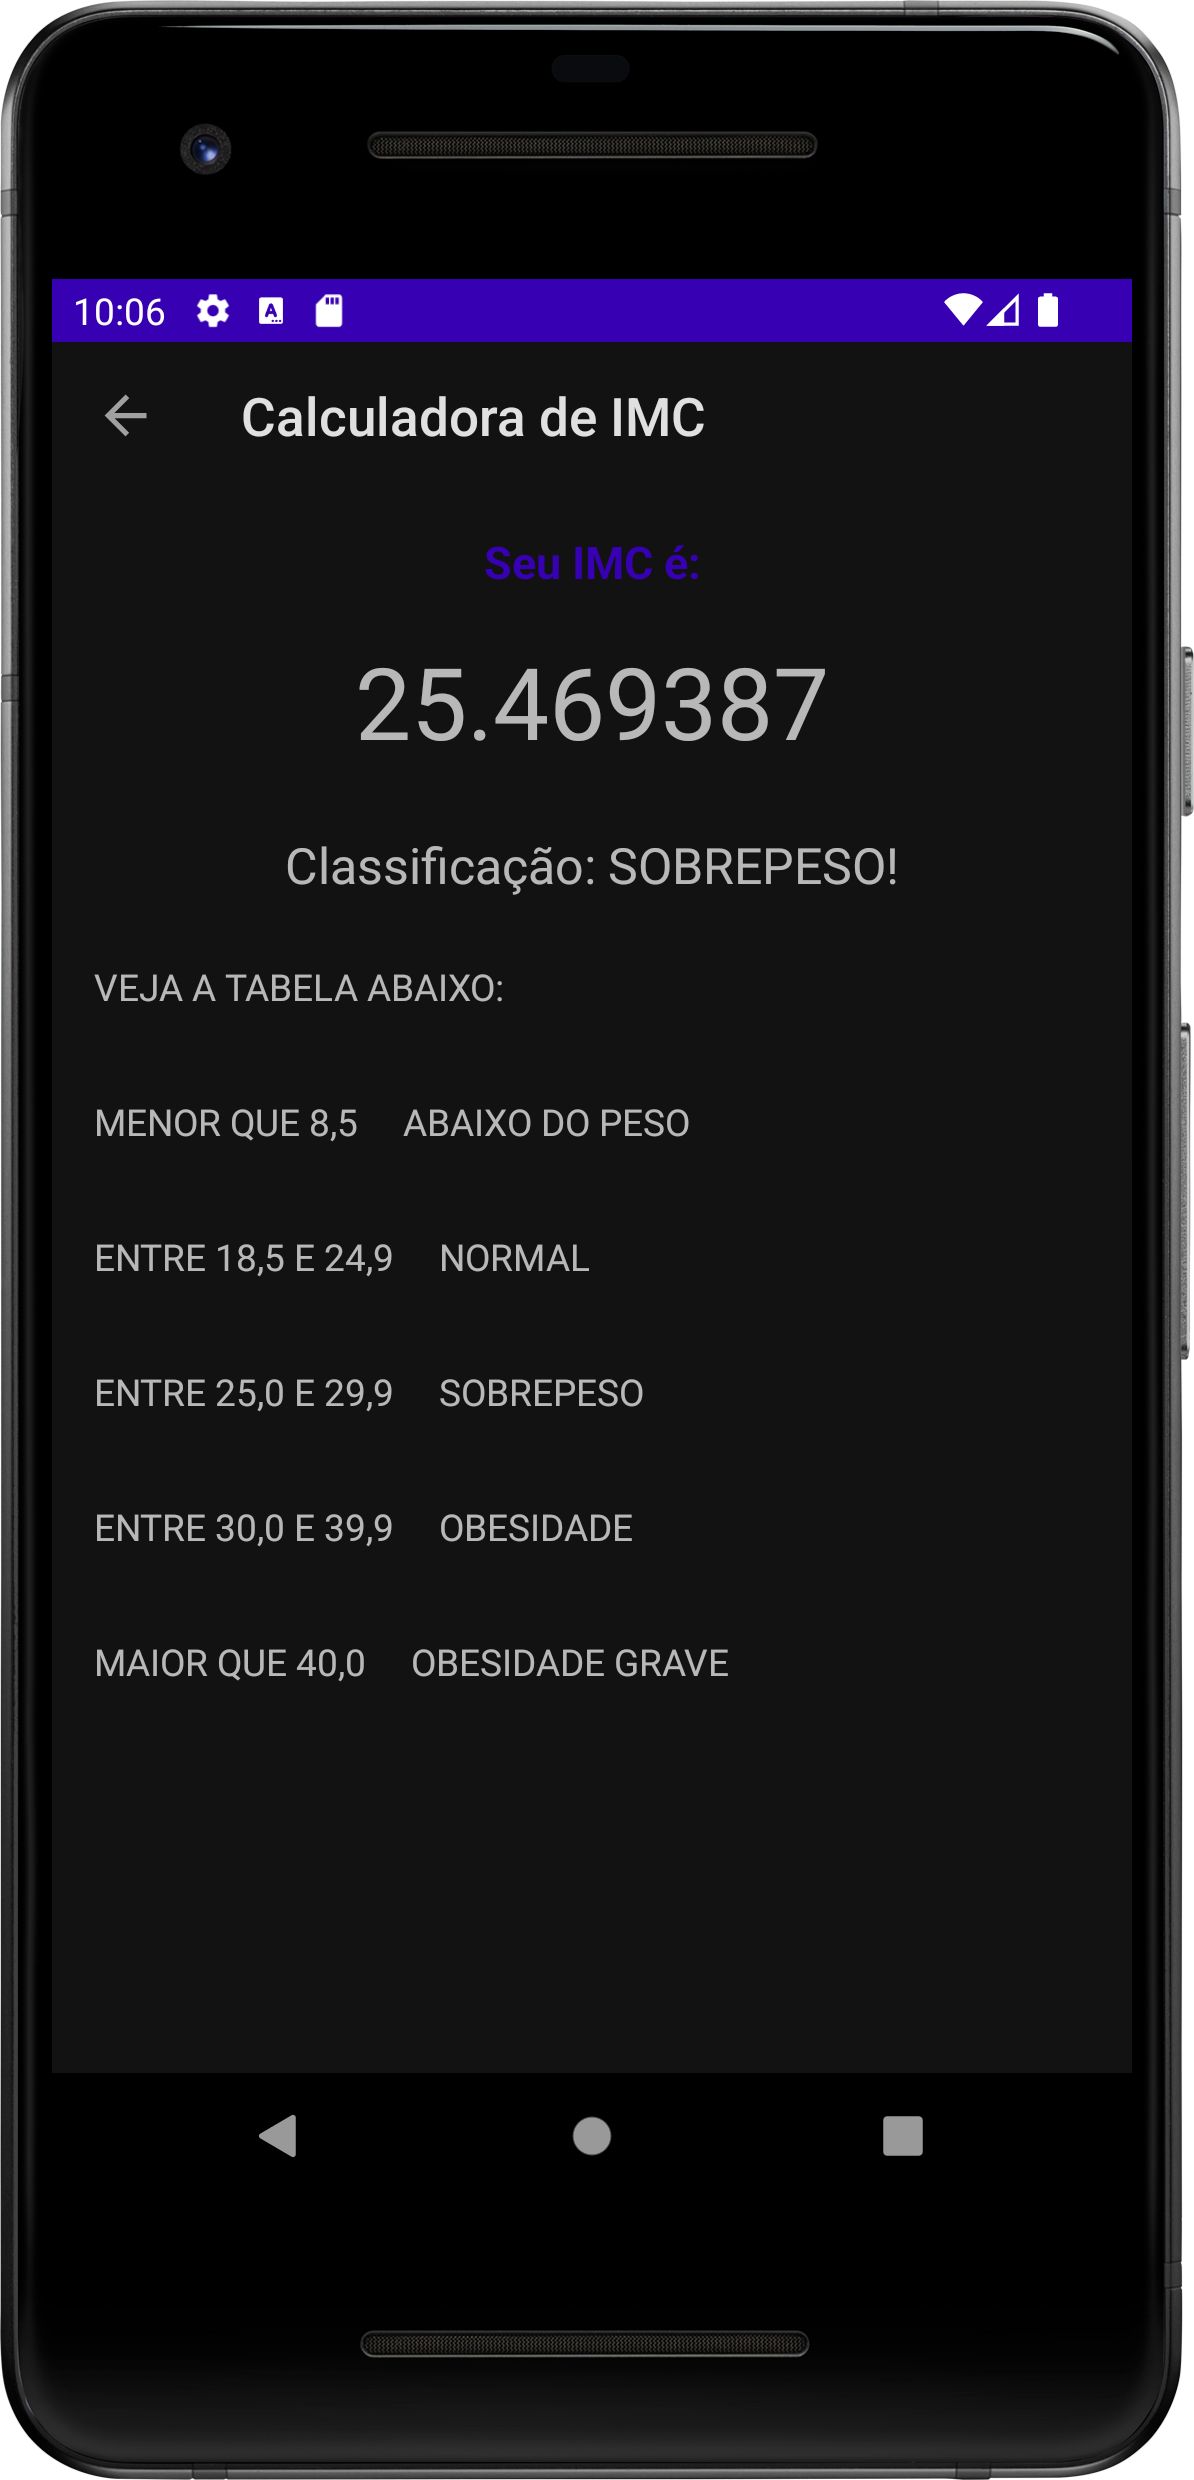 10:06
Calculadora de IMC
Seu IMC é:
25.469387
Classificação: SOBREPESO!
VEJA A TABELA ABAIXO:
MENOR QUE 8,5 ABAIXO DO PESO
ENTRE 18,5 E 24,9 NORMAL
ENTRE 25,0 E 29,9 SOBREPESO
ENTRE 30,0 E 39,9 OBESIDADE
MAIOR QUE 40,0 OBESIDADE GRAVE